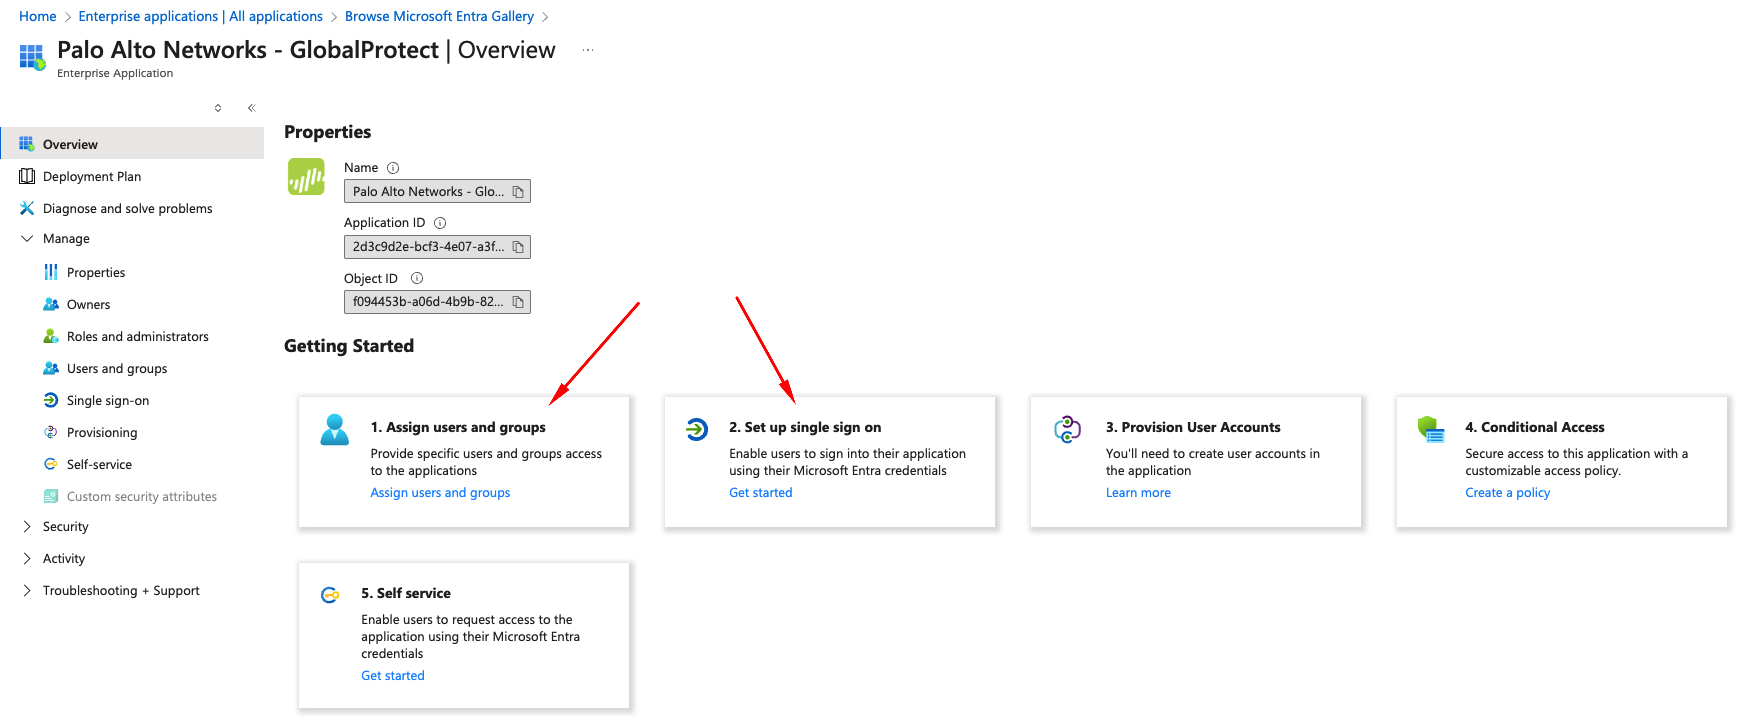 Home > Enterprise applications | All applications > Browse Microsoft Entra Gallery >
Palo Alto Networks - GlobalProtect | Overview ...
Enterprise Application
Overview
Deployment Plan
Diagnose and solve problems
Manage
Properties
Owners
Roles and administrators
Users and groups
Single sign-on
Provisioning
Self-service
Custom security attributes
Security
Activity
Troubleshooting + Support
Properties
Name
Palo Alto Networks - Glo...
Application ID
2d3c9d2e-bcf3-4e07-a3f...
Object ID
f094453b-a06d-4b9b-82...
Getting Started
1. Assign users and groups
Provide specific users and groups access
to the applications
Assign users and groups
2. Set up single sign on
Enable users to sign into their application
using their Microsoft Entra credentials
Get started
3. Provision User Accounts
You'll need to create user accounts in
the application
Learn more
4. Conditional Access
Secure access to this application with a
customizable access policy.
Create a policy
5. Self service
Enable users to request access to the
application using their Microsoft Entra
credentials
Get started